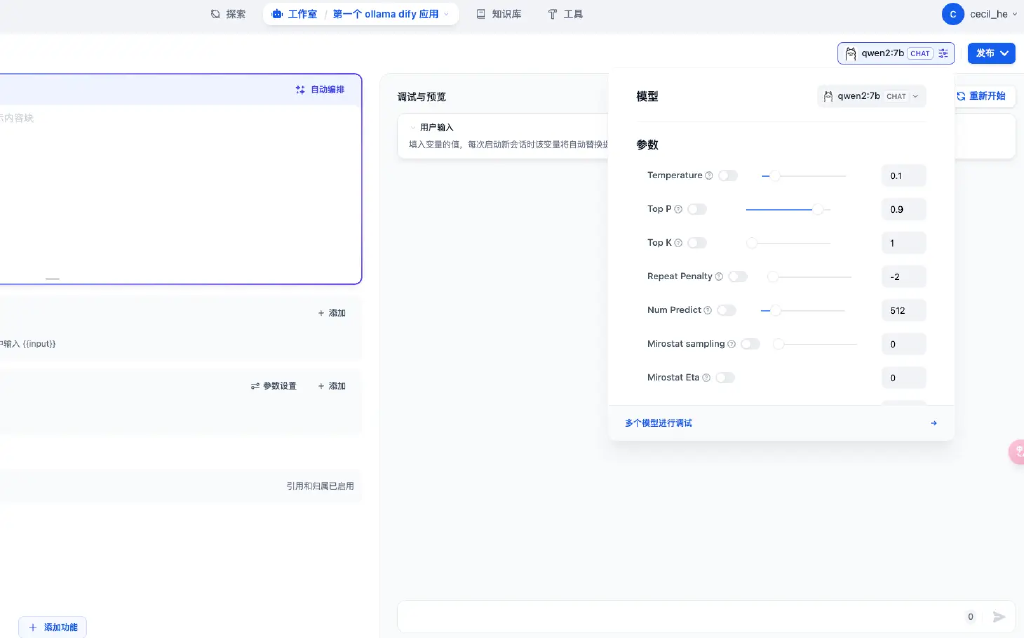 探索
工作室 / 第一个 ollama dify 应用
知识库
工具
C cecil_he
qwen2:7b CHAT
发布
自动编排
内容块
调试与预览
重新开始
用户输入
填入变量的值，每次启动新会话时该变量将自动替换
模型
qwen2:7b CHAT
参数
Temperature 0.1
Top P 0.9
Top K 1
Repeat Penalty -2
Num Predict 512
Mirostat sampling 0
Mirostat Eta 0
多个模型进行调试
+ 添加
输入 {{input}}
参数设置
+ 添加
引用和归属已启用
+ 添加功能
0